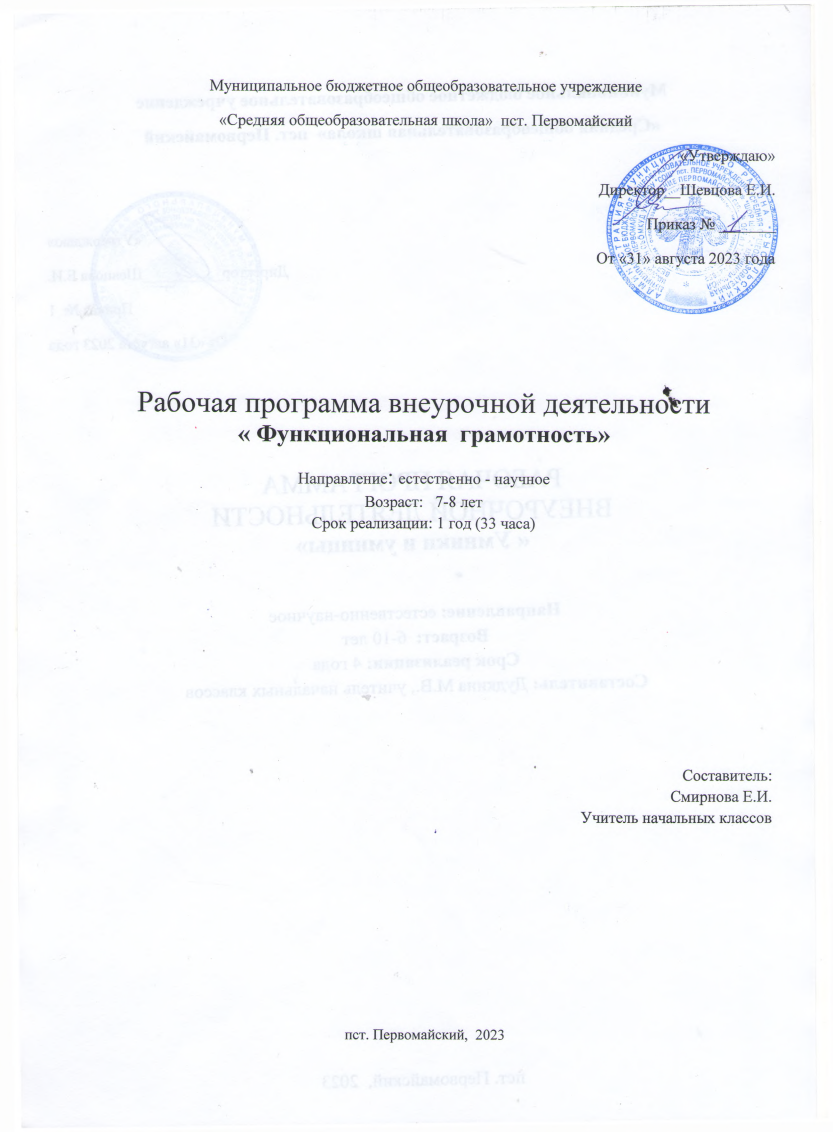 Муниципальное бюджетное общеобразовательное учреждение
«Средняя общеобразовательная школа» пст. Первомайский
«Утверждаю»
Директор__Шевцова Е.И.
Приказ № 1
От «31» августа 2023 года
Рабочая программа внеурочной деятельности
« Функциональная грамотность»
Направление: естественно - научное
Возраст: 7-8 лет
Срок реализации: 1 год (33 часа)
Составитель:
Смирнова Е.И.
Учитель начальных классов
пст. Первомайский, 2023